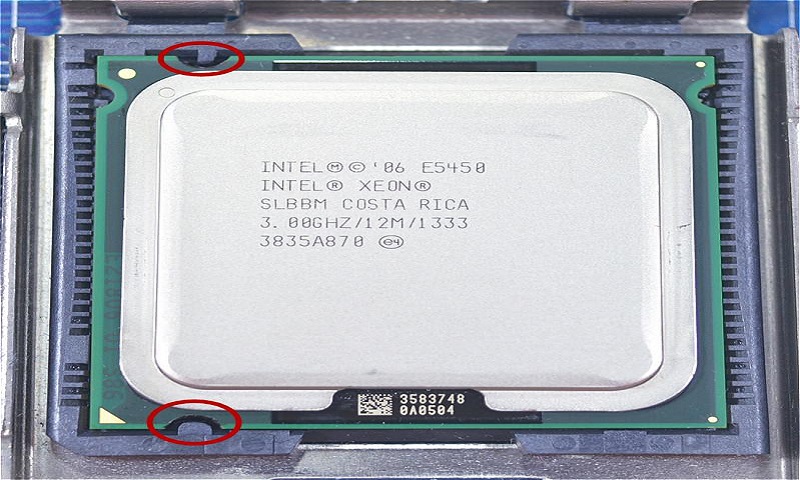 INTEL Ⓜ © '06 E5450
INTEL® XEON®
SLBBM COSTA RICA
3.00GHZ/12M/1333
3835A870 ⓔ4
3583748
0A0504